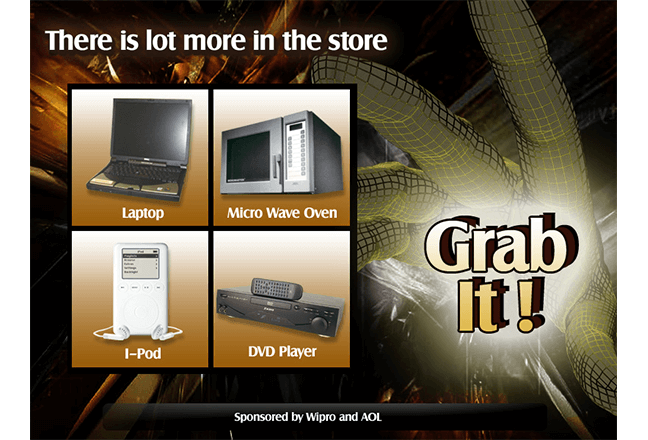 There is lot more in the store
Laptop
Micro Wave Oven
I-Pod
DVD Player
Grab
It !
Sponsored by Wipro and AOL